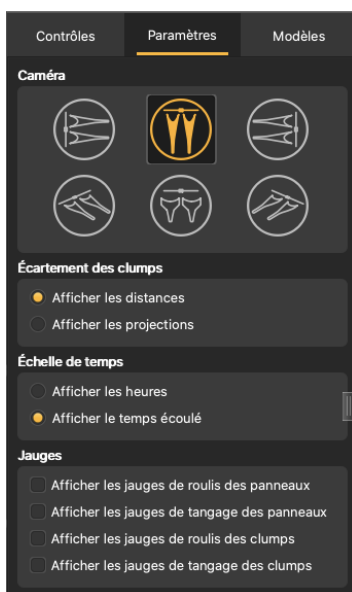 Contrôles Paramètres Modèles
Caméra
Écartement des clumps
Afficher les distances
Afficher les projections
Échelle de temps
Afficher les heures
Afficher le temps écoulé
Jauges
Afficher les jauges de roulis des panneaux
Afficher les jauges de tangage des panneaux
Afficher les jauges de roulis des clumps
Afficher les jauges de tangage des clumps